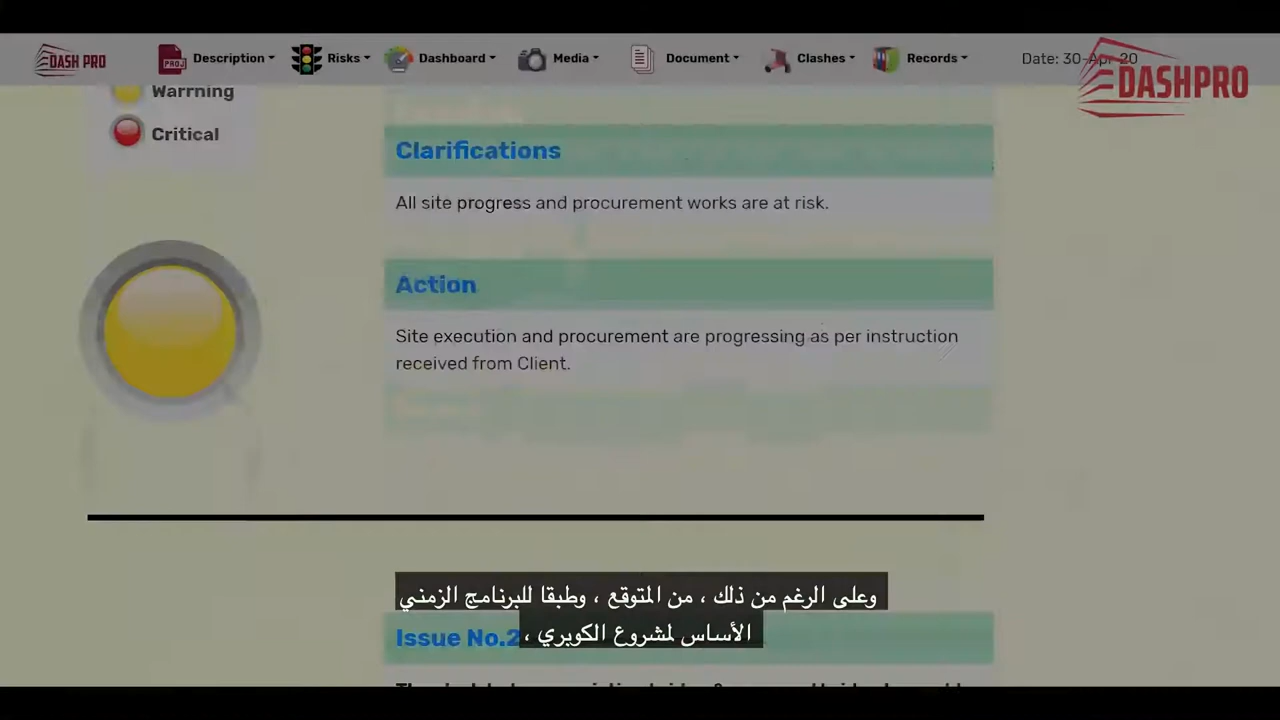 DASH PRO
Description
Risks
Dashboard
Media
Document
Clashes
Records
Date: 30-Apr-20
DASHPRO
Warrning
Critical
Clarifications
All site progress and procurement works are at risk.
Action
Site execution and procurement are progressing as per instruction
received from Client.
وعلى الرغم من ذلك ، من المتوقع ، وطبقا للبرنامج الزمني
الأساس لمشروع الكوبري ،
Issue No.2